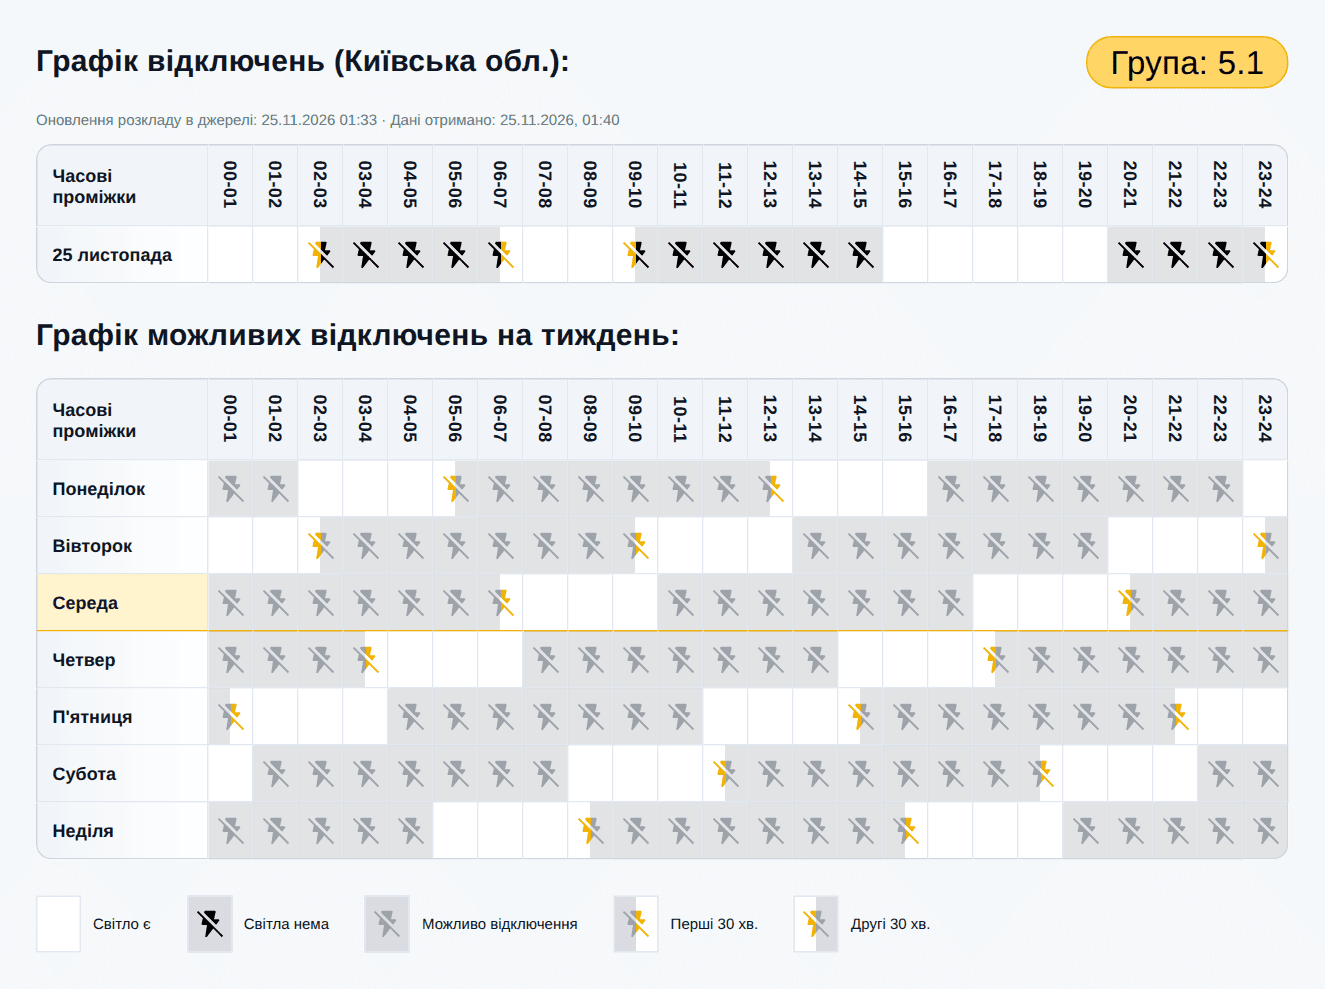 Графік відключень (Київська обл.):
Група: 5.1
Оновлення розкладу в джерелі: 25.11.2026 01:33 · Дані отримано: 25.11.2026, 01:40
Часові проміжки 00-01 01-02 02-03 03-04 04-05 05-06 06-07 07-08 08-09 09-10 10-11 11-12 12-13 13-14 14-15 15-16 16-17 17-18 18-19 19-20 20-21 21-22 22-23 23-24
25 листопада
Графік можливих відключень на тиждень:
Часові проміжки 00-01 01-02 02-03 03-04 04-05 05-06 06-07 07-08 08-09 09-10 10-11 11-12 12-13 13-14 14-15 15-16 16-17 17-18 18-19 19-20 20-21 21-22 22-23 23-24
Понеділок
Вівторок
Середа
Четвер
П'ятниця
Субота
Неділя
Світло є Світла нема Можливо відключення Перші 30 хв. Другі 30 хв.